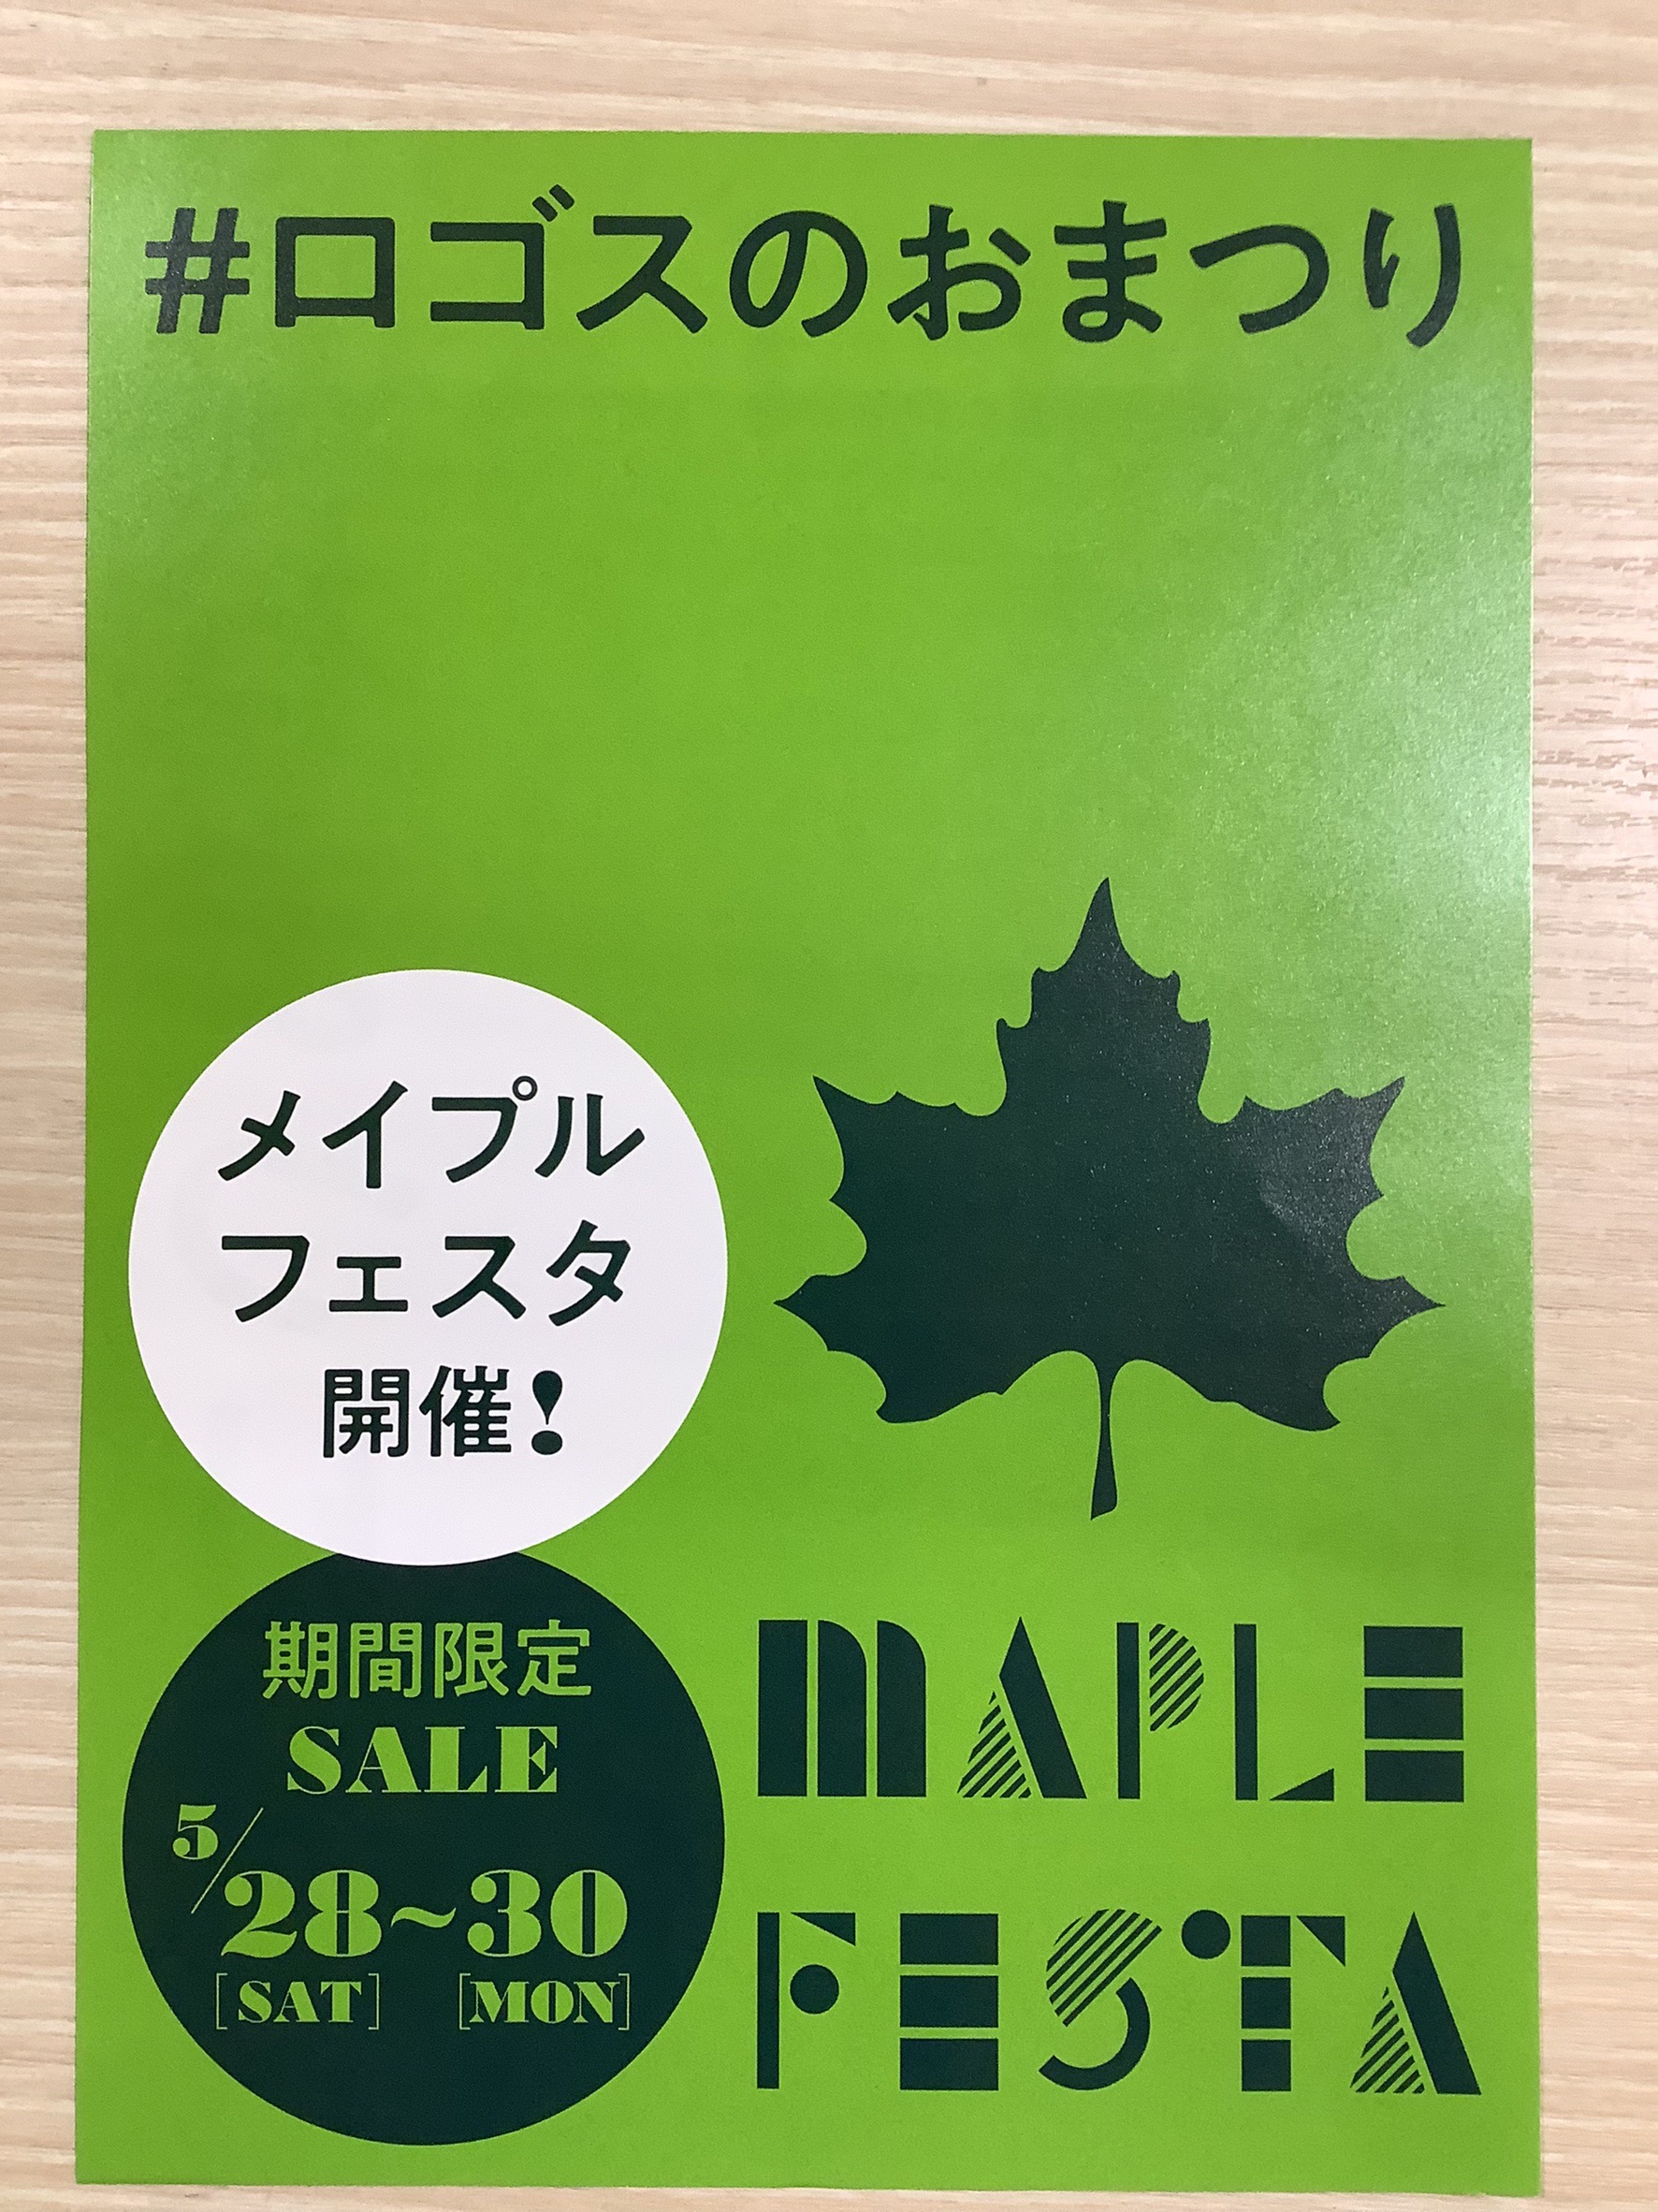 #ロゴスのおまつり
メイプル
フェスタ
開催!
期間限定
SALE
5/28~30
[SAT] [MON]
MAPLE
FESTA